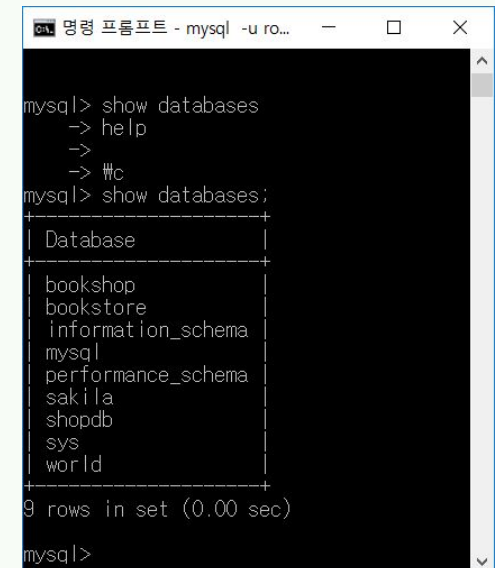 명령 프롬프트 - mysql -u ro...
mysql> show databases
    -> help
    ->
    -> ₩c
mysql> show databases;
+--------------------+
| Database           |
+--------------------+
| bookshop           |
| bookstore          |
| information_schema |
| mysql              |
| performance_schema |
| sakila             |
| shopdb             |
| sys                |
| world              |
+--------------------+
9 rows in set (0.00 sec)
mysql>